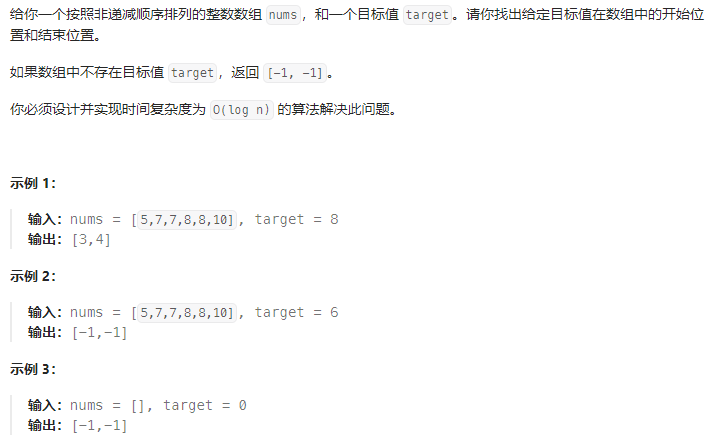 给你一个按照非递减顺序排列的整数数组 nums，和一个目标值 target。请你找出给定目标值在数组中的开始位
置和结束位置。
如果数组中不存在目标值 target，返回 [-1, -1]。
你必须设计并实现时间复杂度为 O(log n) 的算法解决此问题。
示例 1：
输入：nums = [5,7,7,8,8,10], target = 8
输出：[3,4]
示例 2：
输入：nums = [5,7,7,8,8,10], target = 6
输出：[-1,-1]
示例 3：
输入：nums = [], target = 0
输出：[-1,-1]